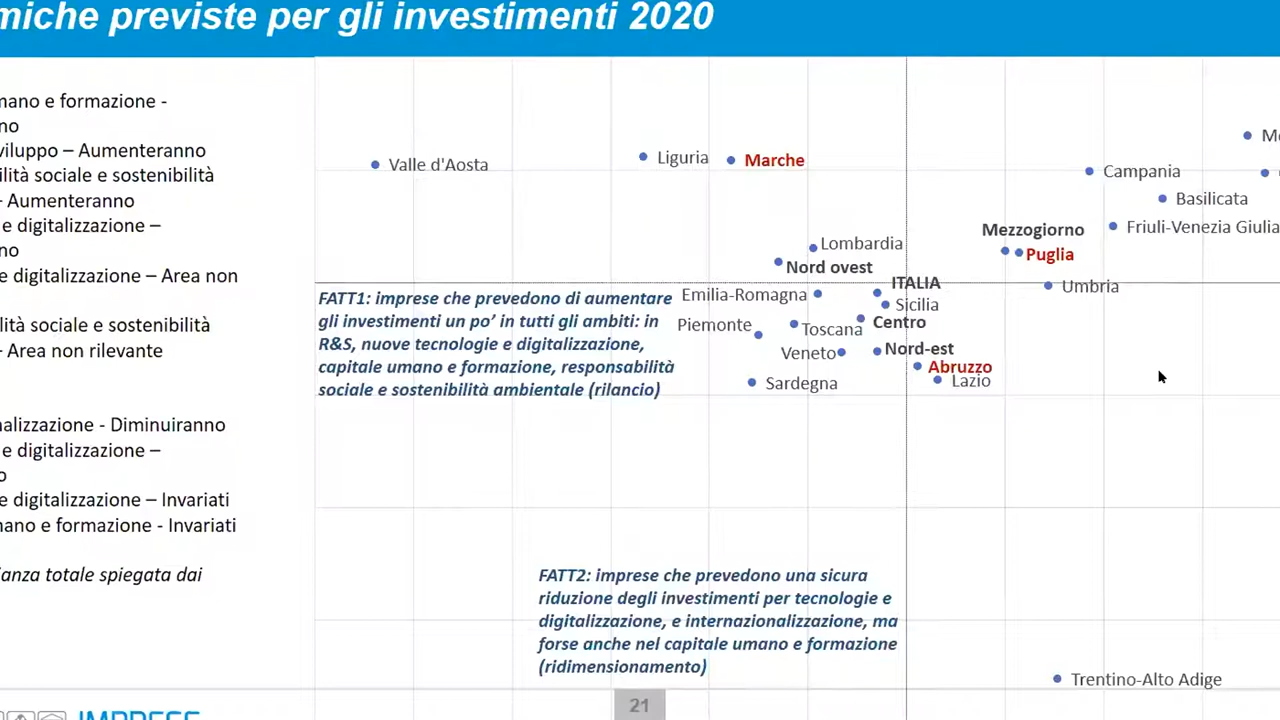 miche previste per gli investimenti 2020
mano e formazione -
no
viluppo – Aumenteranno
ilità sociale e sostenibilità
– Aumenteranno
e digitalizzazione –
no
e digitalizzazione – Area non
lità sociale e sostenibilità
– Area non rilevante
nalizzazione - Diminuiranno
e digitalizzazione –
o
e digitalizzazione – Invariati
nano e formazione - Invariati
anza totale spiegata dai
Valle d'Aosta
Liguria
Marche
Campania
Basilicata
Friuli-Venezia Giulia
Mezzogiorno
Puglia
Lombardia
Nord ovest
ITALIA
Umbria
Emilia-Romagna
Sicilia
Piemonte
Toscana
Centro
Veneto
Nord-est
Abruzzo
Lazio
Sardegna
FATT1: imprese che prevedono di aumentare
gli investimenti un po’ in tutti gli ambiti: in
R&S, nuove tecnologie e digitalizzazione,
capitale umano e formazione, responsabilità
sociale e sostenibilità ambientale (rilancio)
FATT2: imprese che prevedono una sicura
riduzione degli investimenti per tecnologie e
digitalizzazione, e internazionalizzazione, ma
forse anche nel capitale umano e formazione
(ridimensionamento)
Trentino-Alto Adige
21
IMPRESE